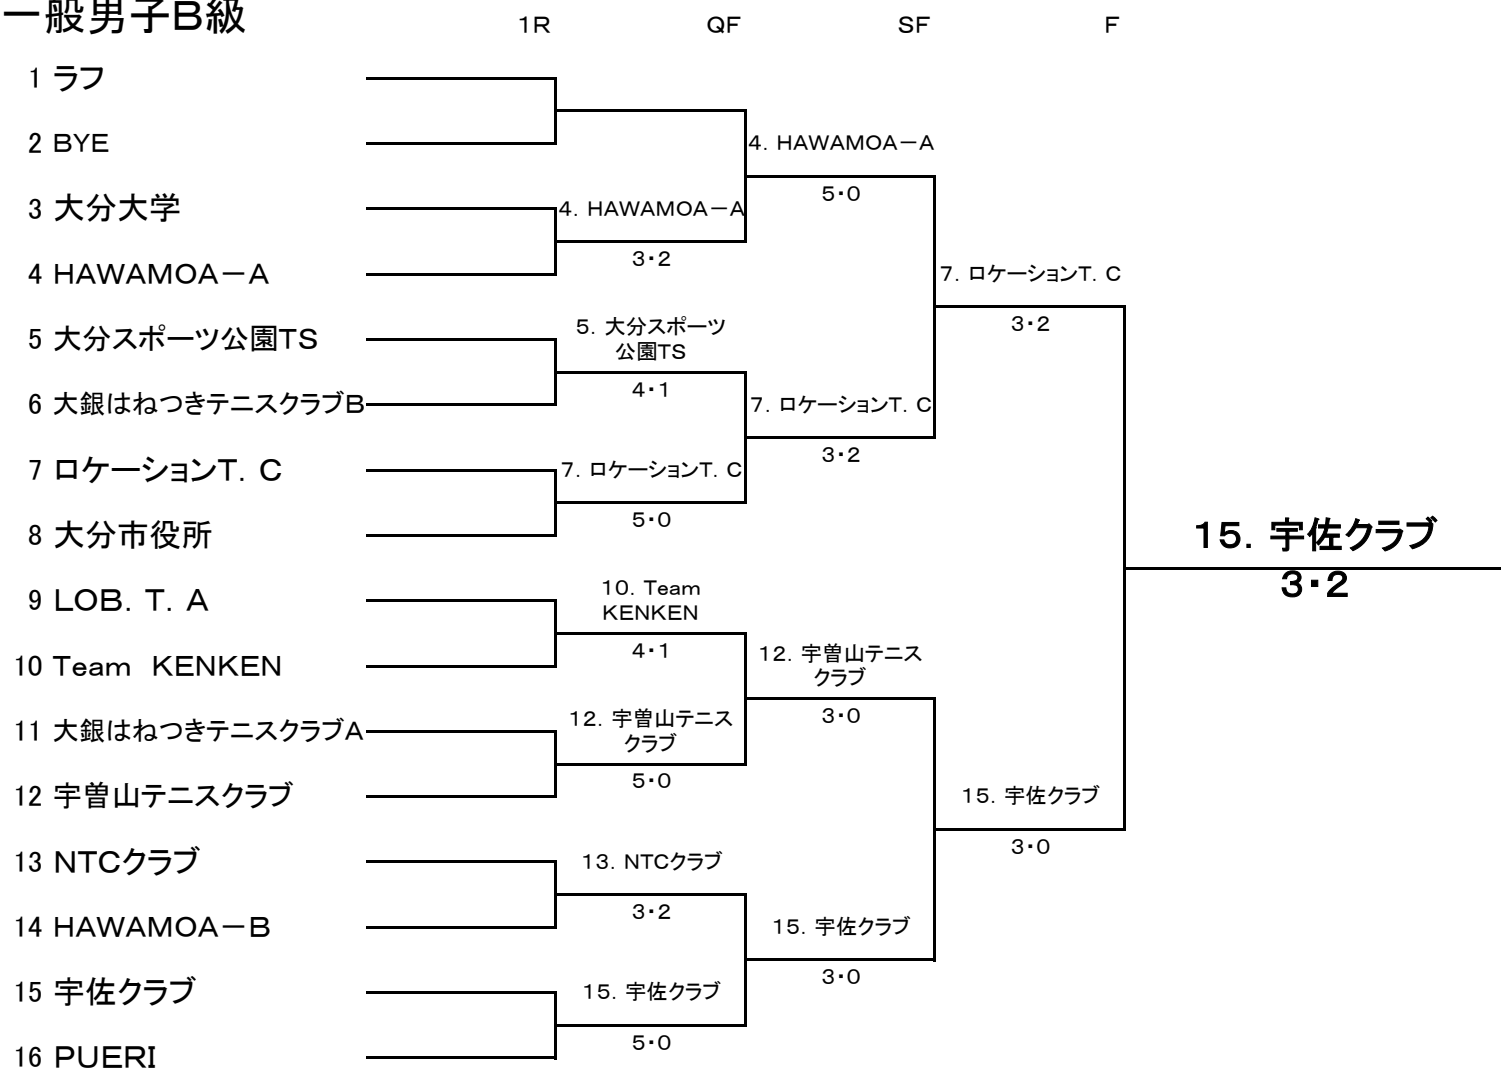 一般男子B級
1R QF SF F
1 ラフ
2 BYE
4. HAWAMOA－A
5・0
3 大分大学
4. HAWAMOA－A
3・2
4 HAWAMOA－A
7. ロケーションT. C
3・2
5 大分スポーツ公園TS
5. 大分スポーツ
公園TS
4・1
6 大銀はねつきテニスクラブB
7. ロケーションT. C
3・2
7 ロケーションT. C
7. ロケーションT. C
5・0
8 大分市役所
15. 宇佐クラブ
3・2
9 LOB. T. A
10. Team
KENKEN
4・1
10 Team　KENKEN
12. 宇曽山テニス
クラブ
3・0
11 大銀はねつきテニスクラブA
12. 宇曽山テニス
クラブ
5・0
12 宇曽山テニスクラブ
15. 宇佐クラブ
3・0
13 NTCクラブ
13. NTCクラブ
3・2
14 HAWAMOA－B
15. 宇佐クラブ
3・0
15 宇佐クラブ
15. 宇佐クラブ
5・0
16 PUERI